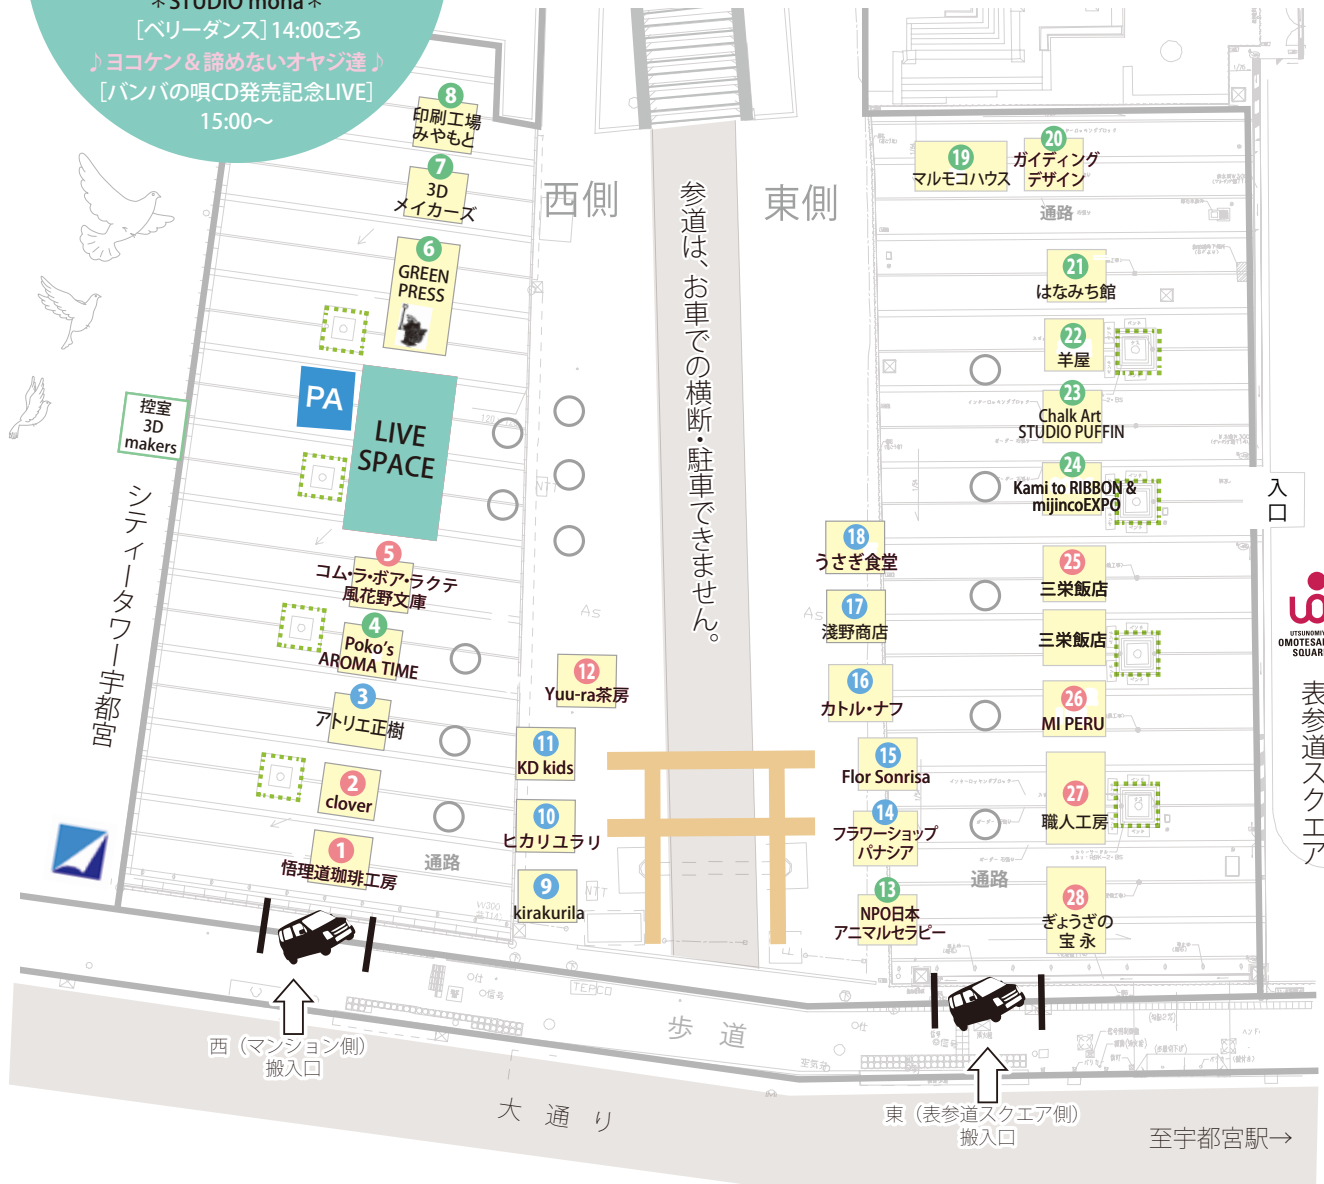 ＊STUDIO mona＊
［ベリーダンス］14:00ごろ
♪ヨコケン＆諦めないオヤジ達♪
［バンバの唄CD発売記念LIVE］
15:00～
8
印刷工場
みやもと
7
3D
メイカーズ
6
GREEN
PRESS
PA
LIVE
SPACE
控室
3D
makers
シティータワー宇都宮
5
コム・ラ・ボア・ラクテ
風花野文庫
4
Poko's
AROMA TIME
3
アトリエ正樹
2
clover
1
悟理道珈琲工房
通路
西側
12
Yuu-ra茶房
11
KD kids
10
ヒカリユラリ
9
kirakurila
参道は、お車での横断・駐車できません。
東側
19
マルモコハウス
20
ガイディング
デザイン
通路
21
はなみち館
22
羊屋
23
Chalk Art
STUDIO PUFFIN
24
Kami to RIBBON &
mijincoEXPO
18
うさぎ食堂
17
淺野商店
16
カトル・ナフ
15
Flor Sonrisa
14
フラワーショップ
パナシア
13
NPO日本
アニマルセラピー
25
三栄飯店
三栄飯店
26
MI PERU
27
職人工房
通路
28
ぎょうざの
宝永
入口
UTSUNOMIYA
OMOTESANDO
SQUARE
表参道スクエア
As
As
NTT
W300
TEPCO
信号
西（マンション側）
搬入口
歩道
大通り
東（表参道スクエア側）
搬入口
至宇都宮駅→